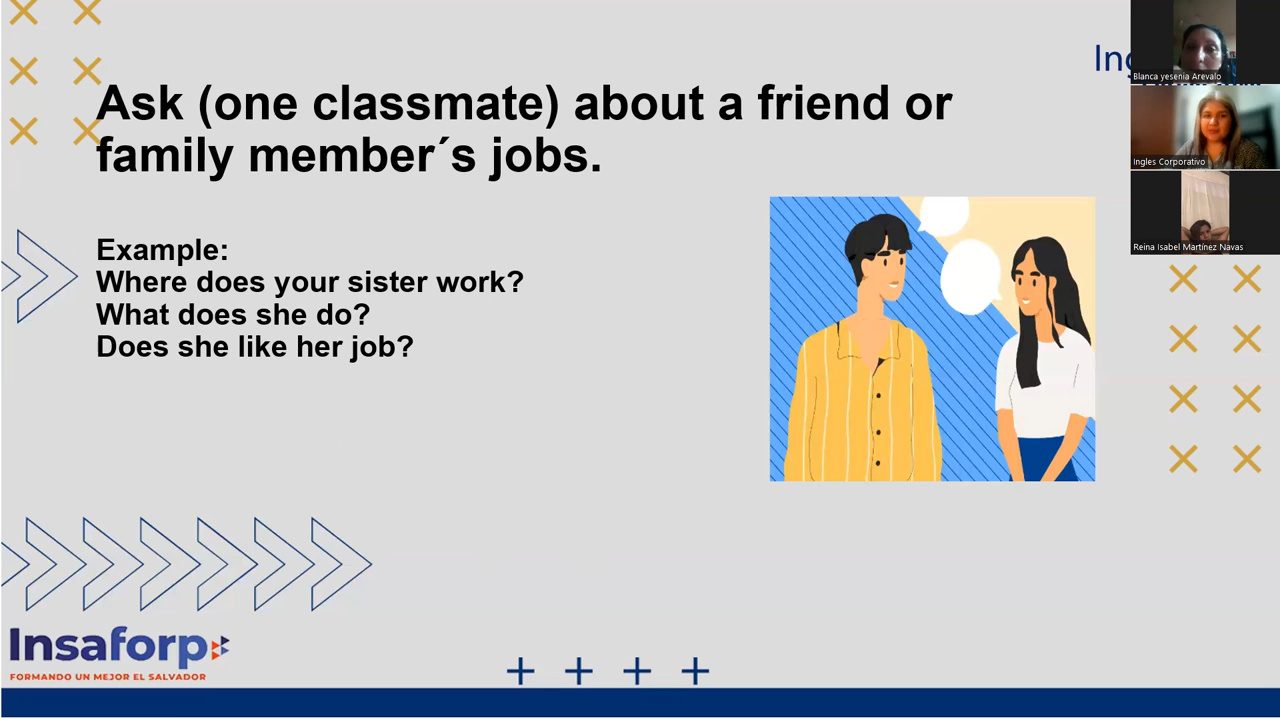 Ask (one classmate) about a friend or
family member´s jobs.
Example:
Where does your sister work?
What does she do?
Does she like her job?
Blanca yesenia Arevalo
Ingles Corporativo
Reina Isabel Martínez Navas
Insaforp
FORMANDO UN MEJOR EL SALVADOR